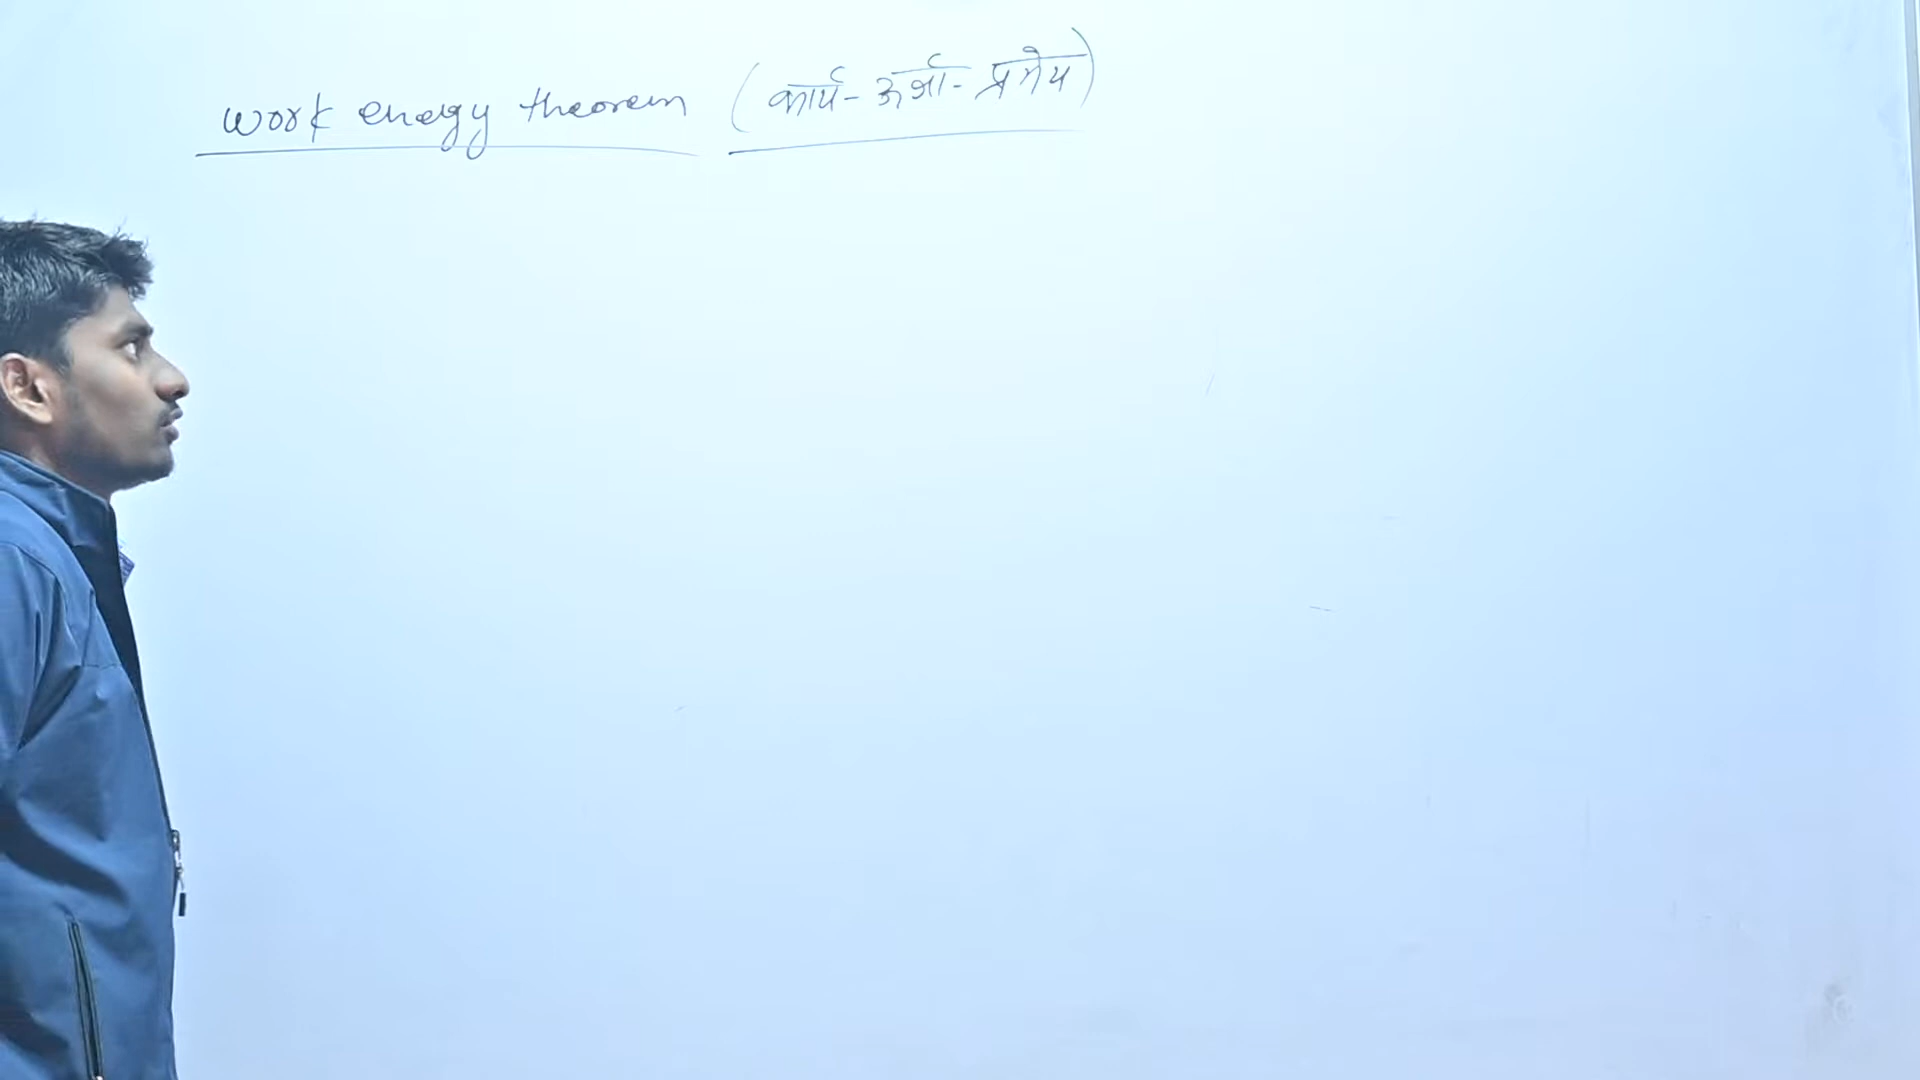 work energy theorem (कार्य- ऊर्जा- प्रमेय)